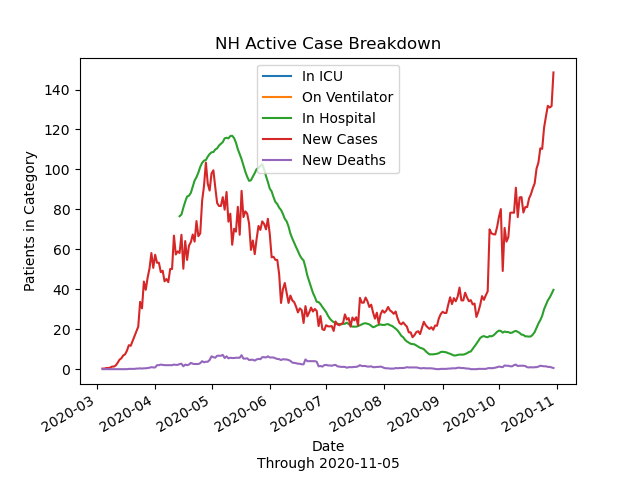 NH Active Case Breakdown
In ICU
On Ventilator
In Hospital
New Cases
New Deaths
Patients in Category
140
120
100
80
60
40
20
0
2020-03
2020-04
2020-05
2020-06
2020-07
2020-08
2020-09
2020-10
2020-11
Date
Through 2020-11-05